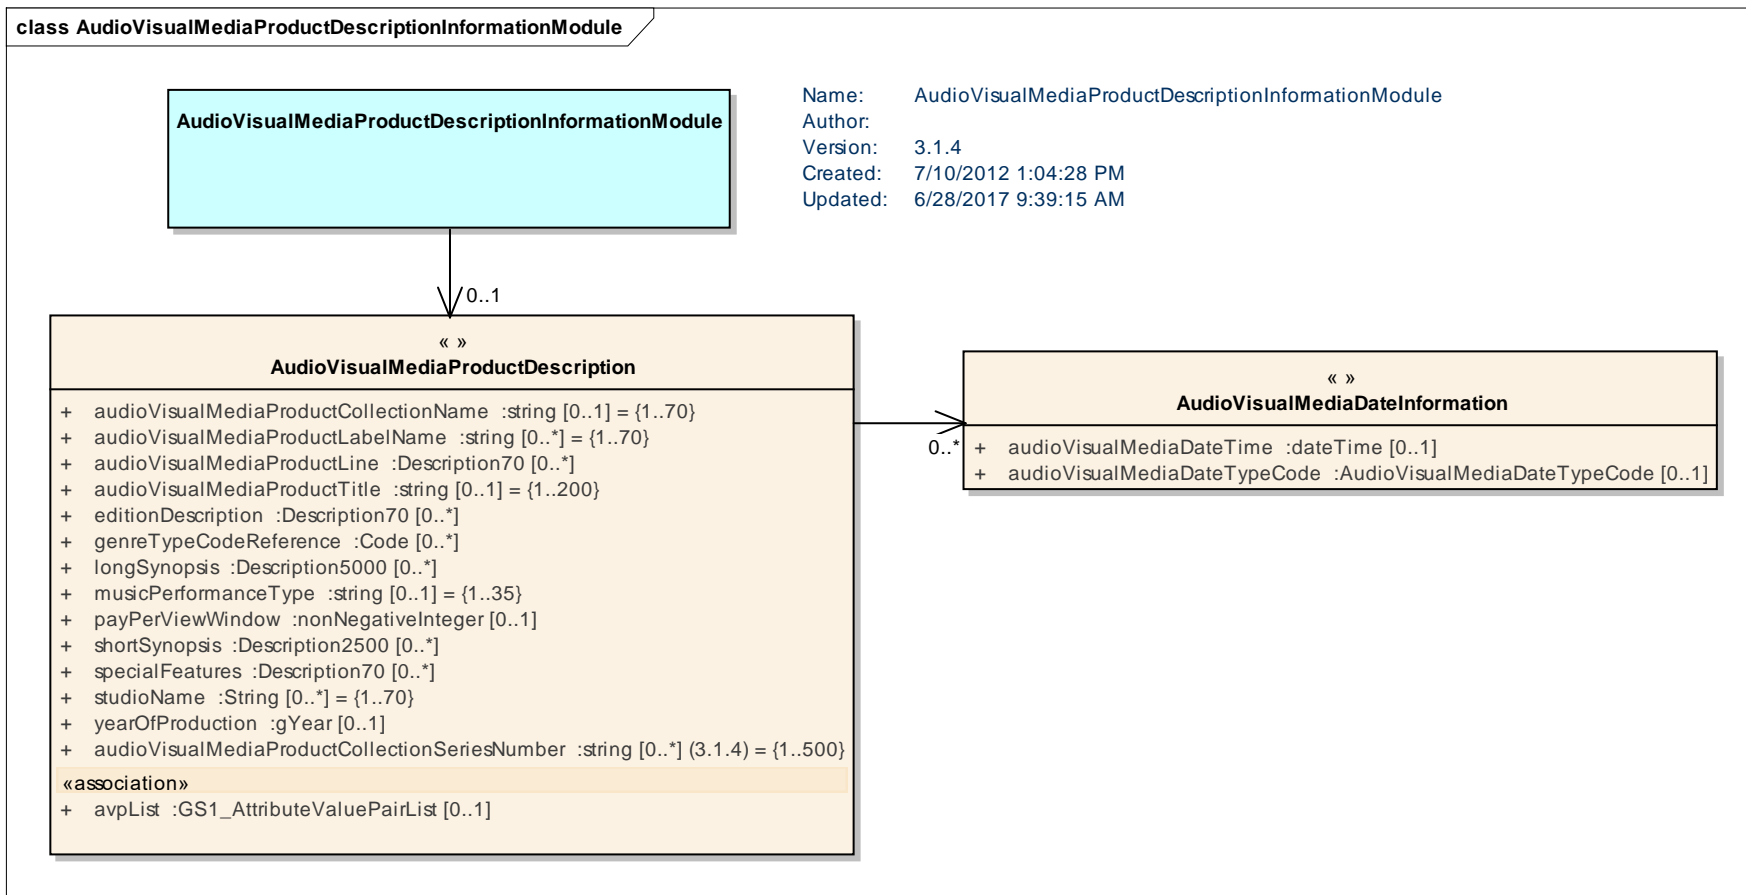 class AudioVisualMediaProductDescriptionInformationModule
AudioVisualMediaProductDescriptionInformationModule
Name: AudioVisualMediaProductDescriptionInformationModule
Author:
Version: 3.1.4
Created: 7/10/2012 1:04:28 PM
Updated: 6/28/2017 9:39:15 AM
0..1
« »
AudioVisualMediaProductDescription
+ audioVisualMediaProductCollectionName :string [0..1] = {1..70}
+ audioVisualMediaProductLabelName :string [0..*] = {1..70}
+ audioVisualMediaProductLine :Description70 [0..*]
+ audioVisualMediaProductTitle :string [0..1] = {1..200}
+ editionDescription :Description70 [0..*]
+ genreTypeCodeReference :Code [0..*]
+ longSynopsis :Description5000 [0..*]
+ musicPerformanceType :string [0..1] = {1..35}
+ payPerViewWindow :nonNegativeInteger [0..1]
+ shortSynopsis :Description2500 [0..*]
+ specialFeatures :Description70 [0..*]
+ studioName :String [0..*] = {1..70}
+ yearOfProduction :gYear [0..1]
+ audioVisualMediaProductCollectionSeriesNumber :string [0..*] (3.1.4) = {1..500}
«association»
+ avpList :GS1_AttributeValuePairList [0..1]
0..*
« »
AudioVisualMediaDateInformation
+ audioVisualMediaDateTime :dateTime [0..1]
+ audioVisualMediaDateTypeCode :AudioVisualMediaDateTypeCode [0..1]